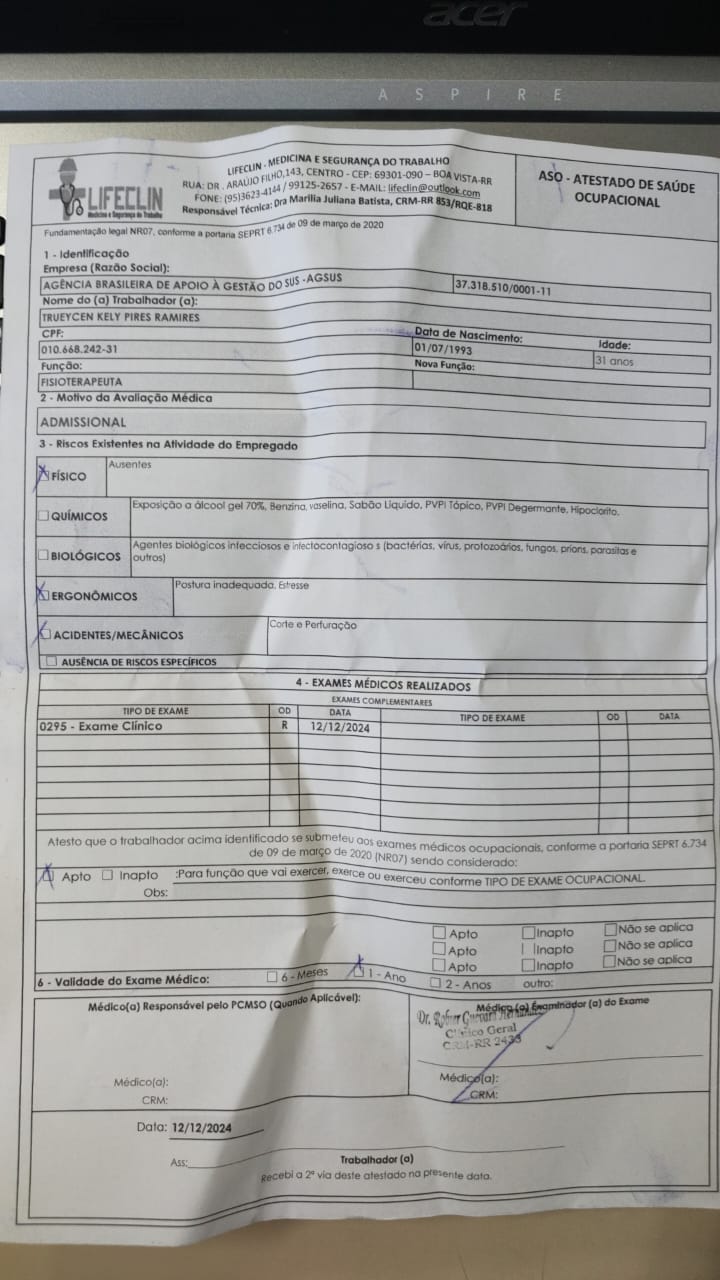 acer
ASPIRE
LIFECLIN
Medicina e Segurança do Trabalho
LIFECLIN - MEDICINA E SEGURANÇA DO TRABALHO
RUA: DR . ARAÚJO FILHO,143, CENTRO - CEP: 69301-090 – BOA VISTA-RR
FONE: (95)3623-4144 / 99125-2657 - E-MAIL: lifeclin@outlook.com
Responsável Técnica: Dra Marilia Juliana Batista, CRM-RR 853/RQE-818
ASO - ATESTADO DE SAÚDE
OCUPACIONAL
Fundamentação legal NR07, conforme a portaria SEPRT 6.734 de 09 de março de 2020
1 - Identificação
Empresa (Razão Social):
AGÊNCIA BRASILEIRA DE APOIO À GESTÃO DO SUS -AGSUS 37.318.510/0001-11
Nome do (a) Trabalhador (a):
TRUEYCEN KELY PIRES RAMIRES
CPF: Data de Nascimento: Idade:
010.668.242-31 01/07/1993 31 anos
Função: Nova Função:
FISIOTERAPEUTA
2 - Motivo da Avaliação Médica
ADMISSIONAL
3 - Riscos Existentes na Atividade do Empregado
FÍSICO Ausentes
QUÍMICOS Exposição a álcool gel 70%, Benzina, vaselina, Sabão Líquido, PVPI Tópico, PVPI Degermante, Hipoclorito.
BIOLÓGICOS Agentes biológicos infecciosos e infectocontagioso s (bactérias, vírus, protozoários, fungos, príons, parasitas e
outros)
ERGONÔMICOS Postura inadequada, Estresse
ACIDENTES/MECÂNICOS Corte e Perfuração
AUSÊNCIA DE RISCOS ESPECÍFICOS
4 - EXAMES MÉDICOS REALIZADOS
EXAMES COMPLEMENTARES
TIPO DE EXAME OD DATA TIPO DE EXAME OD DATA
0295 - Exame Clínico R 12/12/2024
Atesto que o trabalhador acima identificado se submeteu aos exames médicos ocupacionais, conforme a portaria SEPRT 6.734
de 09 de março de 2020 (NR07) sendo considerado:
Apto Inapto :Para função que vai exercer, exerce ou exerceu conforme TIPO DE EXAME OCUPACIONAL.
Obs:
Apto Inapto Não se aplica
Apto Inapto Não se aplica
Apto Inapto Não se aplica
6 - Validade do Exame Médico: 6 - Meses 1 - Ano 2 - Anos outro:
Médico(a) Responsável pelo PCMSO (Quando Aplicável):
Médico (a) Examinador (a) do Exame
Dr.
Clínico Geral
CRM-RR 2433
Médico(a): Médico(a):
CRM: CRM:
Data: 12/12/2024
Ass:
Trabalhador (a)
Recebi a 2ª via deste atestado na presente data.